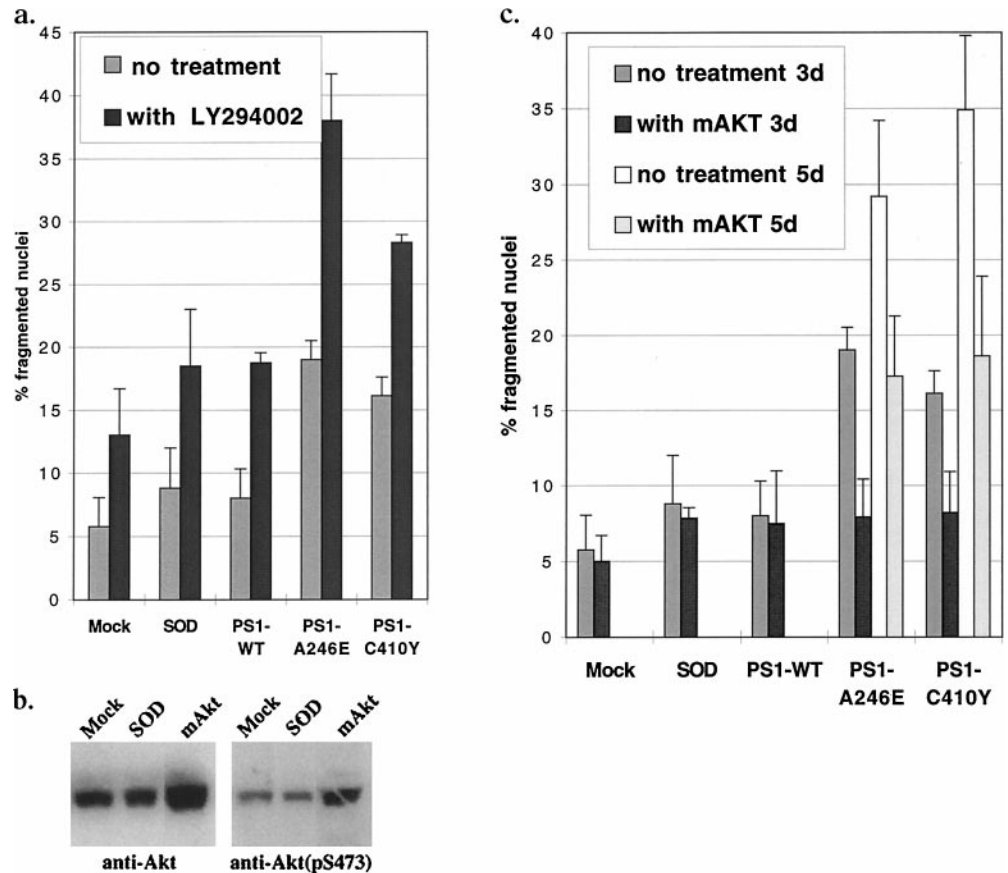 a.
% fragmented nuclei
45
40
35
30
25
20
15
10
5
0
no treatment
with LY294002
Mock
SOD
PS1-
WT
PS1-
A246E
PS1-
C410Y
b.
Mock
SOD
mAkt
anti-Akt
Mock
SOD
mAkt
anti-Akt(pS473)
c.
% fragmented nuclei
40
35
30
25
20
15
10
5
0
no treatment 3d
with mAKT 3d
no treatment 5d
with mAKT 5d
Mock
SOD
PS1-WT
PS1-
A246E
PS1-
C410Y